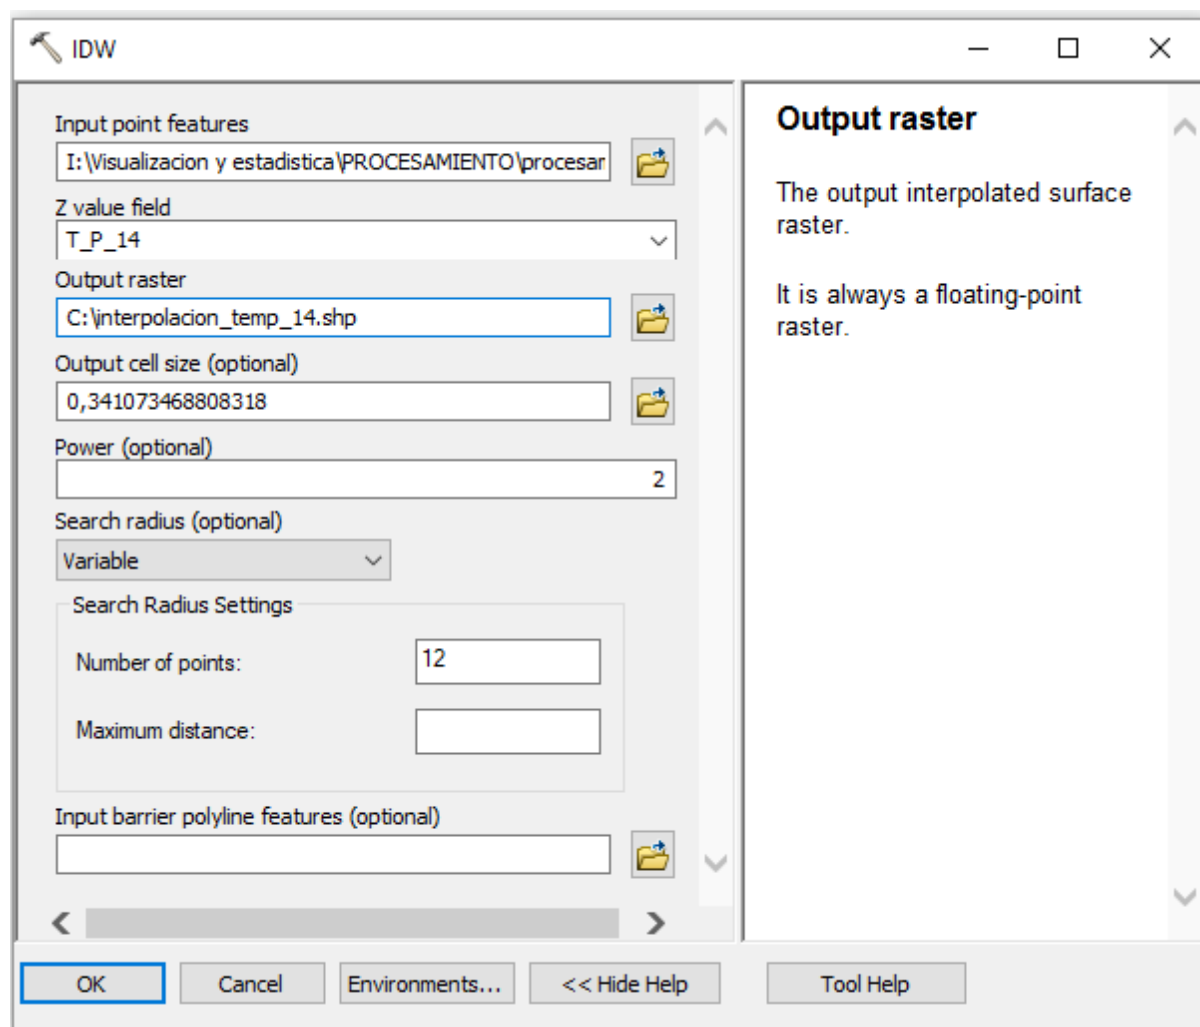 IDW
Input point features
I:\Visualizacion y estadistica\PROCESAMIENTO\procesar
Z value field
T_P_14
Output raster
C:\interpolacion_temp_14.shp
Output cell size (optional)
0,341073468808318
Power (optional)
2
Search radius (optional)
Variable
Search Radius Settings
Number of points:
12
Maximum distance:
Input barrier polyline features (optional)
OK
Cancel
Environments...
<< Hide Help
Output raster
The output interpolated surface
raster.
It is always a floating-point
raster.
Tool Help